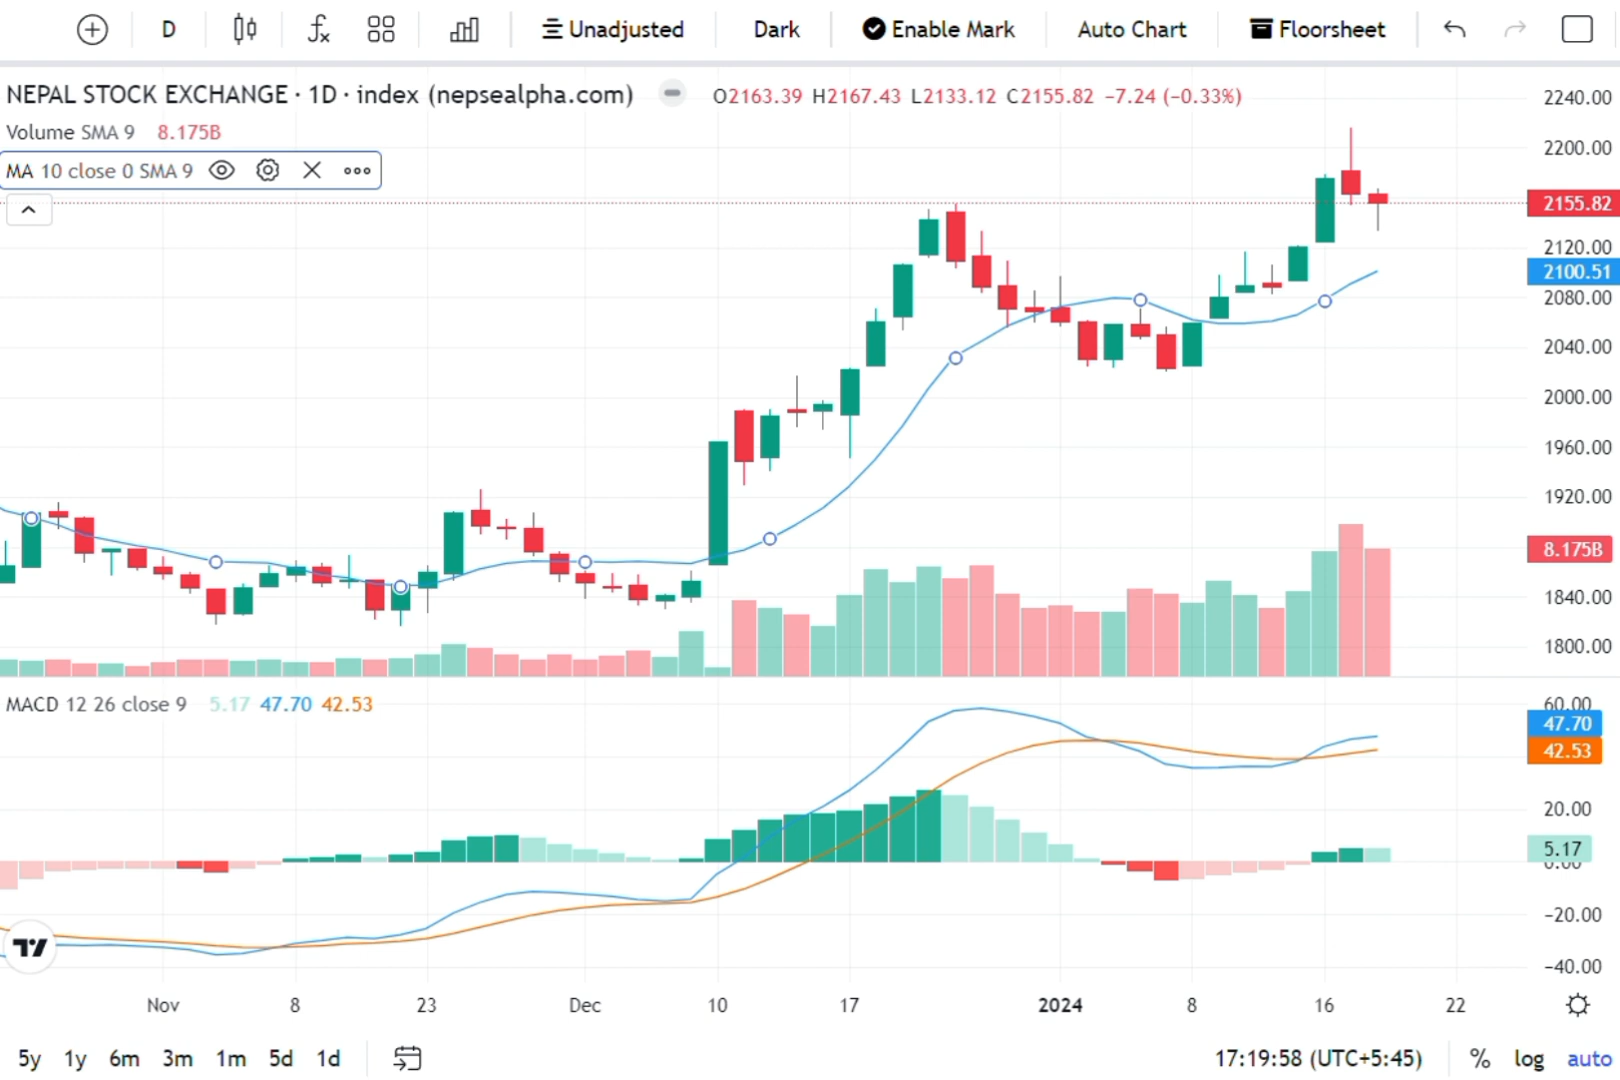 D Unadjusted Dark Enable Mark Auto Chart Floorsheet
NEPAL STOCK EXCHANGE · 1D · index (nepsealpha.com) O2163.39 H2167.43 L2133.12 C2155.82 −7.24 (−0.33%)
Volume SMA 9 8.175B
MA 10 close 0 SMA 9
2240.00
2200.00
2155.82
2120.00
2100.51
2080.00
2040.00
2000.00
1960.00
1920.00
8.175B
1840.00
1800.00
MACD 12 26 close 9 5.17 47.70 42.53
60.00
47.70
42.53
20.00
5.17
0.00
−20.00
−40.00
Nov 8 23 Dec 10 17 2024 8 16 22
5y 1y 6m 3m 1m 5d 1d 17:19:58 (UTC+5:45) % log auto